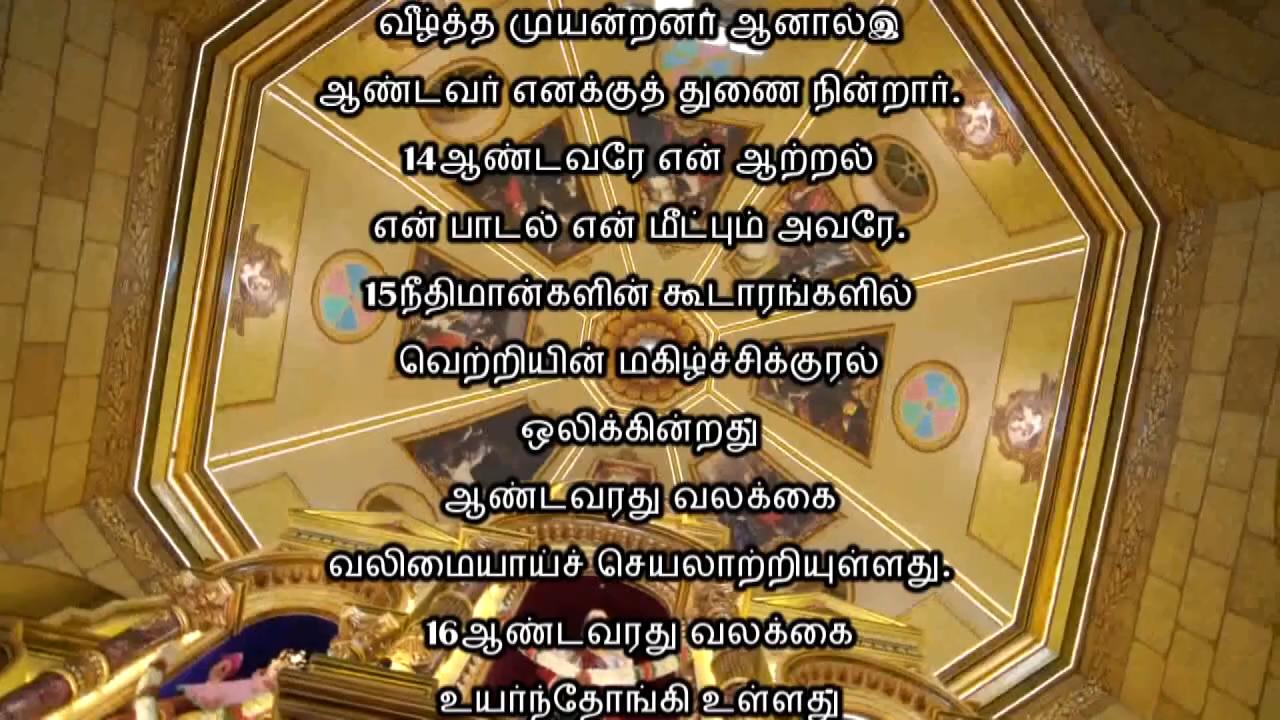 வீழ்த்த முயன்றனர் ஆனால்இ
ஆண்டவர் எனக்குத் துணை நின்றார்.
14ஆண்டவரே என் ஆற்றல்
என் பாடல் என் மீட்பும் அவரே.
15நீதிமான்களின் கூடாரங்களில்
வெற்றியின் மகிழ்ச்சிக்குரல்
ஒலிக்கின்றது
ஆண்டவரது வலக்கை
வலிமையாய்ச் செயலாற்றியுள்ளது.
16ஆண்டவரது வலக்கை
உயர்ந்தோங்கி உள்ளது